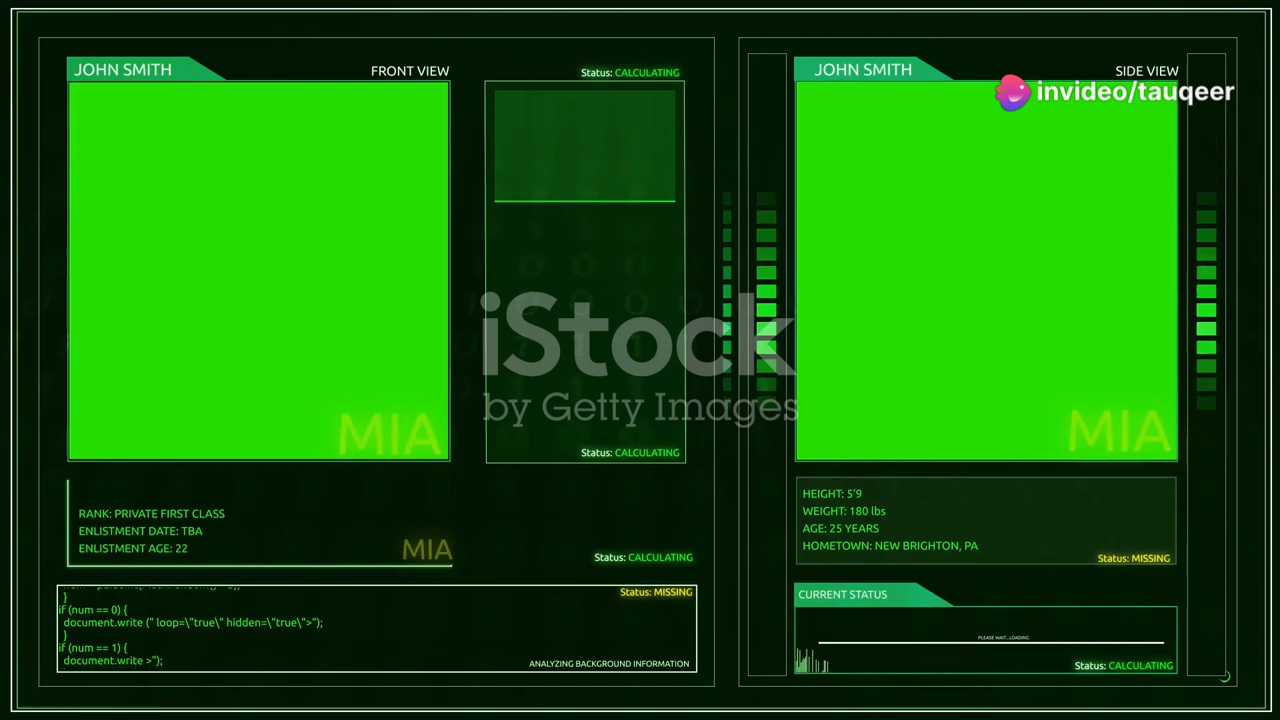 JOHN SMITH
FRONT VIEW
Status: CALCULATING
JOHN SMITH
SIDE VIEW
invideo/tauqeer
iStock
by Getty Images
MIA
MIA
Status: CALCULATING
RANK: PRIVATE FIRST CLASS
ENLISTMENT DATE: TBA
ENLISTMENT AGE: 22
MIA
Status: CALCULATING
HEIGHT: 5'9
WEIGHT: 180 lbs
AGE: 25 YEARS
HOMETOWN: NEW BRIGHTON, PA
Status: MISSING
Status: MISSING
}
if (num == 0) {
document.write (" loop=\"true\" hidden=\"true\">");
}
if (num == 1) {
document.write >");
ANALYZING BACKGROUND INFORMATION
CURRENT STATUS
PLEASE WAIT...LOADING
Status: CALCULATING